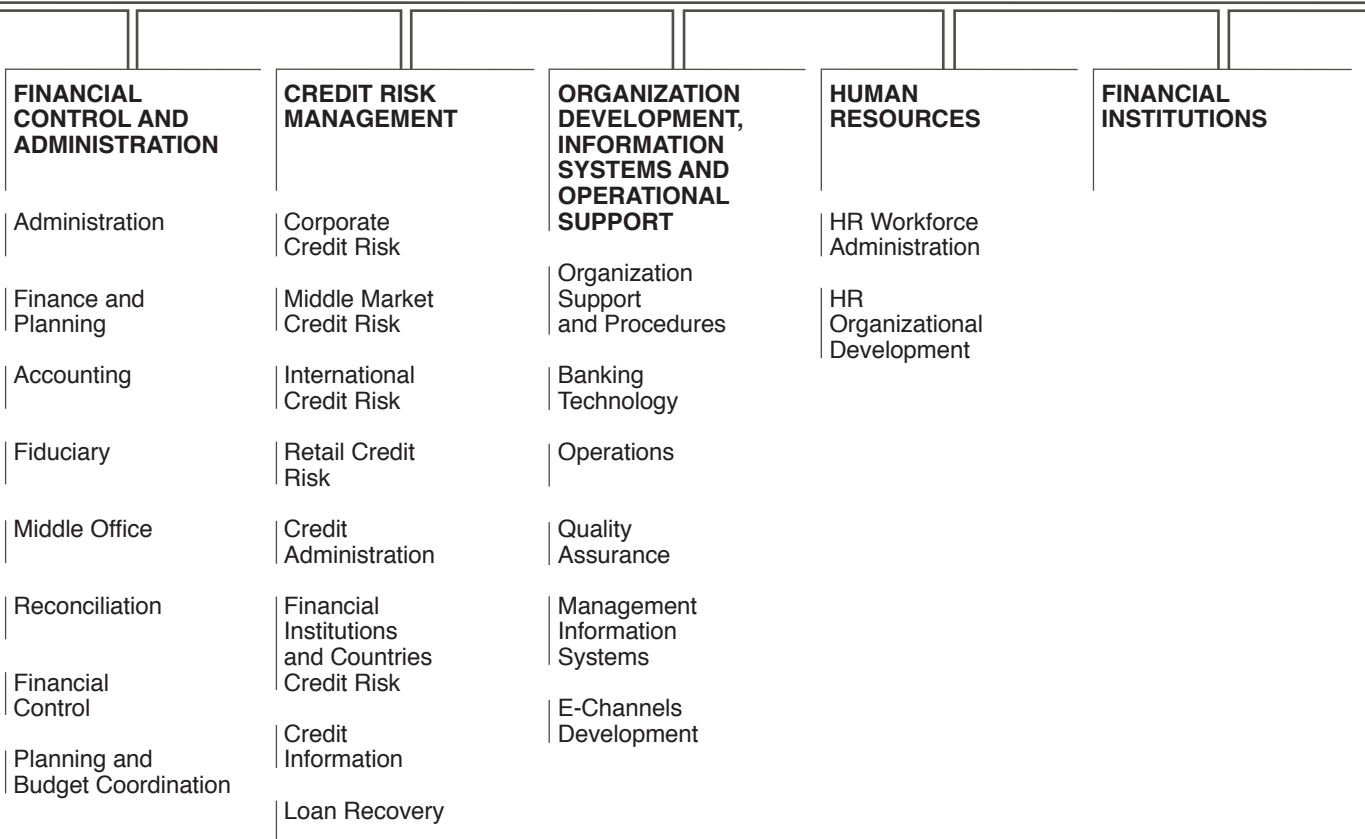 FINANCIAL
CONTROL AND
ADMINISTRATION
Administration
Finance and
Planning
Accounting
Fiduciary
Middle Office
Reconciliation
Financial
Control
Planning and
Budget Coordination
CREDIT RISK
MANAGEMENT
Corporate
Credit Risk
Middle Market
Credit Risk
International
Credit Risk
Retail Credit
Risk
Credit
Administration
Financial
Institutions
and Countries
Credit Risk
Credit
Information
Loan Recovery
ORGANIZATION
DEVELOPMENT,
INFORMATION
SYSTEMS AND
OPERATIONAL
SUPPORT
Organization
Support
and Procedures
Banking
Technology
Operations
Quality
Assurance
Management
Information
Systems
E-Channels
Development
HUMAN
RESOURCES
HR Workforce
Administration
HR
Organizational
Development
FINANCIAL
INSTITUTIONS